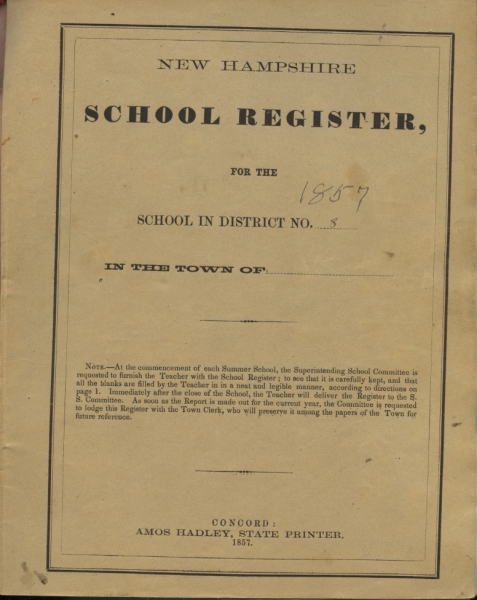 NEW HAMPSHIRE
SCHOOL REGISTER,
FOR THE
1857
SCHOOL IN DISTRICT NO. 8
IN THE TOWN OF
NOTE.—At the commencement of each Summer School, the Superintending School Committee is
requested to furnish the Teacher with the School Register; to see that it is carefully kept, and that
all the blanks are filled by the Teacher in in a neat and legible manner, according to directions on
page 1. Immediately after the close of the School, the Teacher will deliver the Register to the S.
S. Committee. As soon as the Report is made out for the current year, the Committee is requested
to lodge this Register with the Town Clerk, who will preserve it among the papers of the Town for
future reference.
CONCORD:
AMOS HADLEY, STATE PRINTER.
1857.